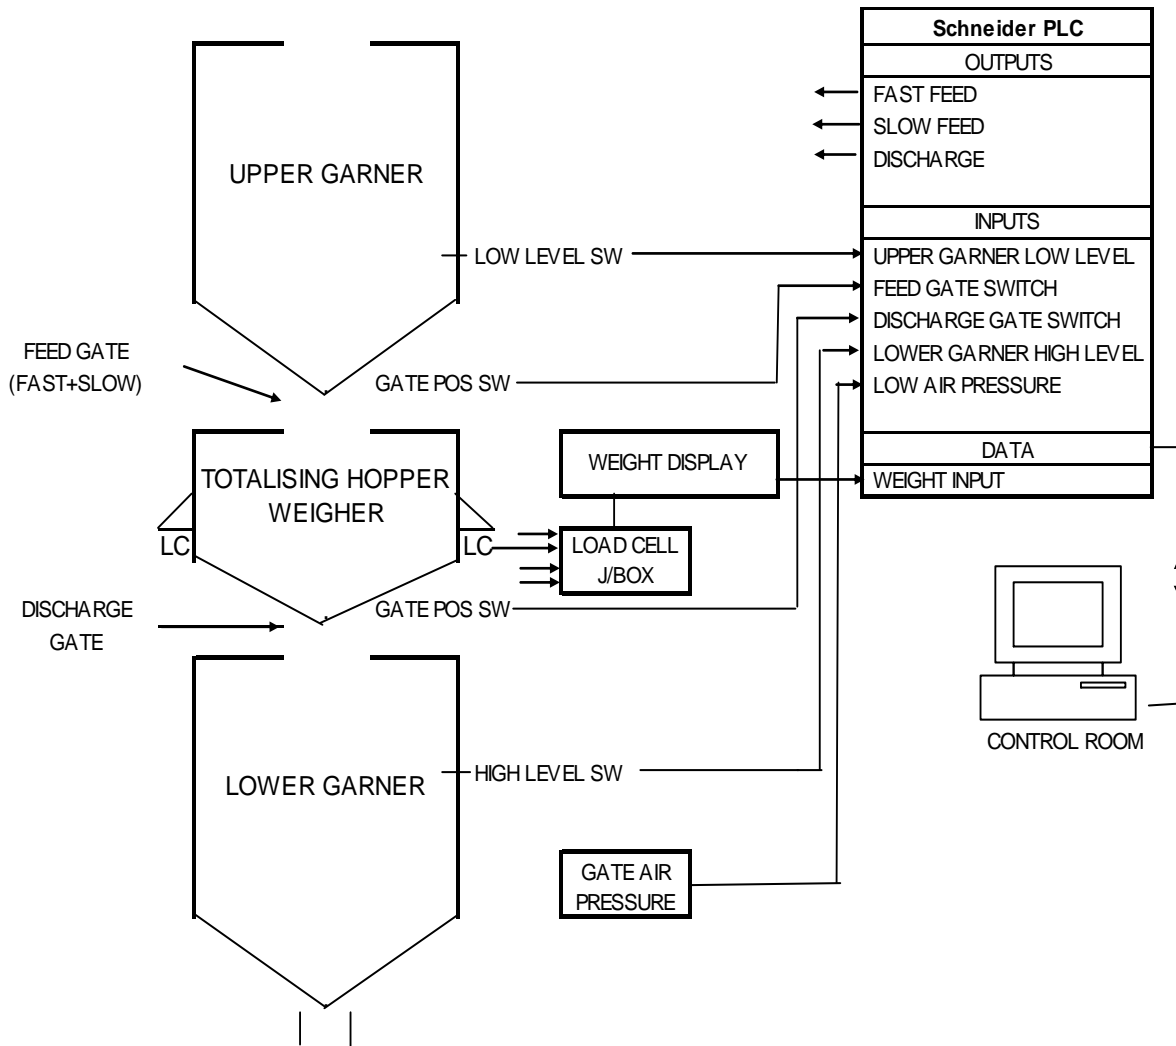 Schneider PLC
OUTPUTS
FAST FEED
SLOW FEED
DISCHARGE
UPPER GARNER
INPUTS
LOW LEVEL SW
UPPER GARNER LOW LEVEL
FEED GATE SWITCH
DISCHARGE GATE SWITCH
LOWER GARNER HIGH LEVEL
LOW AIR PRESSURE
FEED GATE
(FAST+SLOW)
GATE POS SW
DATA
WEIGHT INPUT
TOTALISING HOPPER
WEIGHER
WEIGHT DISPLAY
LC
LC
LOAD CELL
J/BOX
DISCHARGE
GATE
GATE POS SW
CONTROL ROOM
LOWER GARNER
HIGH LEVEL SW
GATE AIR
PRESSURE